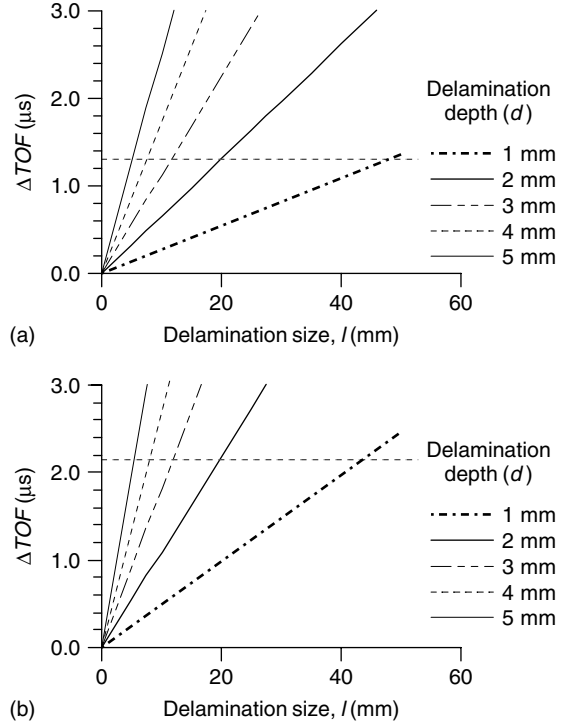 3.0
2.0
1.0
0.0
ΔTOF (μs)
0 20 40 60
Delamination size, l (mm)
(a)
Delamination
depth (d)
1 mm
2 mm
3 mm
4 mm
5 mm
3.0
2.0
1.0
0.0
ΔTOF (μs)
0 20 40 60
Delamination size, l (mm)
(b)
Delamination
depth (d)
1 mm
2 mm
3 mm
4 mm
5 mm